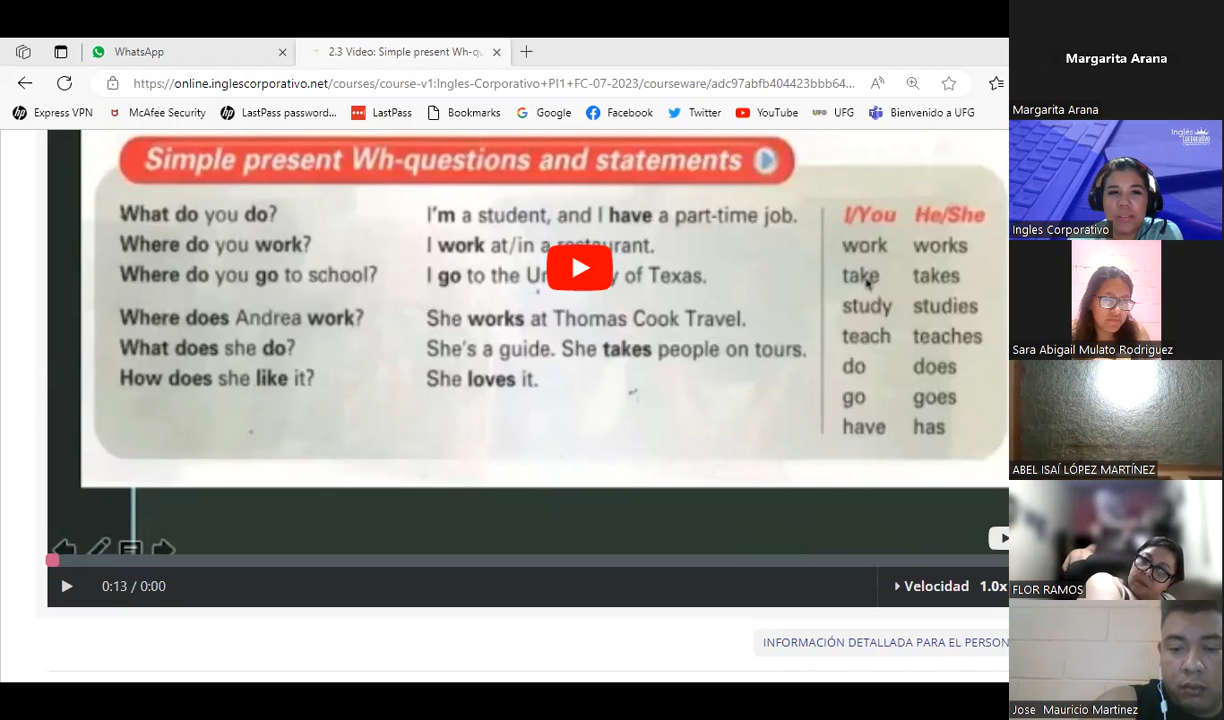 WhatsApp
2.3 Video: Simple present Wh-qu
https://online.inglescorporativo.net/courses/course-v1:Ingles-Corporativo+PI1+FC-07-2023/courseware/adc97abfb404423bbb64...
Express VPN
McAfee Security
LastPass password...
LastPass
Bookmarks
Google
Facebook
Twitter
YouTube
UFG
UFG
Bienvenido a UFG
Simple present Wh-questions and statements
What do you do?
Where do you work?
Where do you go to school?
Where does Andrea work?
What does she do?
How does she like it?
I'm a student, and I have a part-time job.
I work at/in a restaurant.
I go to the Un y of Texas.
She works at Thomas Cook Travel.
She's a guide. She takes people on tours.
She loves it.
I/You He/She
work works
take takes
study studies
teach teaches
do does
go goes
have has
0:13 / 0:00
Velocidad 1.0x
INFORMACIÓN DETALLADA PARA EL PERSON
Margarita Arana
Margarita Arana
Inglés Corporativo
Ingles Corporativo
Sara Abigail Mulato Rodriguez
ABEL ISAÍ LÓPEZ MARTÍNEZ
FLOR RAMOS
Jose Mauricio Martinez